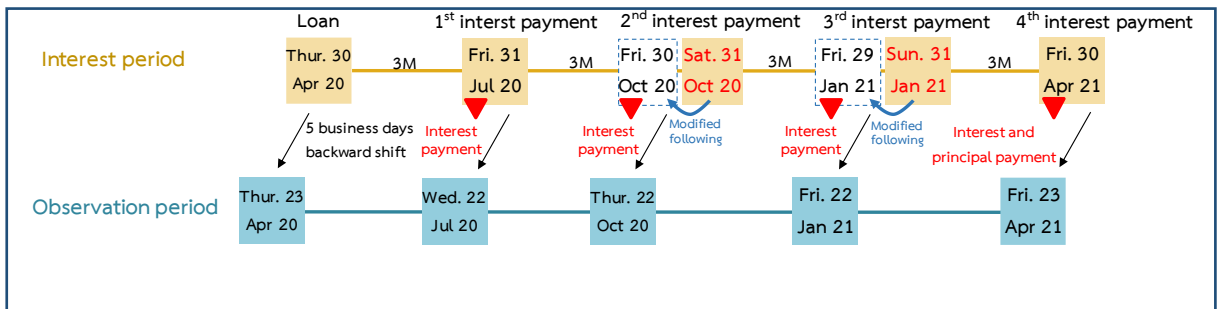 Loan
1st interst payment
2nd interest payment
3rd interst payment
4th interest payment
Interest period
Thur. 30
Apr 20
3M
Fri. 31
Jul 20
3M
Fri. 30
Oct 20
Sat. 31
Oct 20
3M
Fri. 29
Jan 21
Sun. 31
Jan 21
3M
Fri. 30
Apr 21
5 business days
backward shift
Interest
payment
Interest
payment
Modified
following
Interest
payment
Modified
following
Interest and
principal payment
Observation period
Thur. 23
Apr 20
Wed. 22
Jul 20
Thur. 22
Oct 20
Fri. 22
Jan 21
Fri. 23
Apr 21